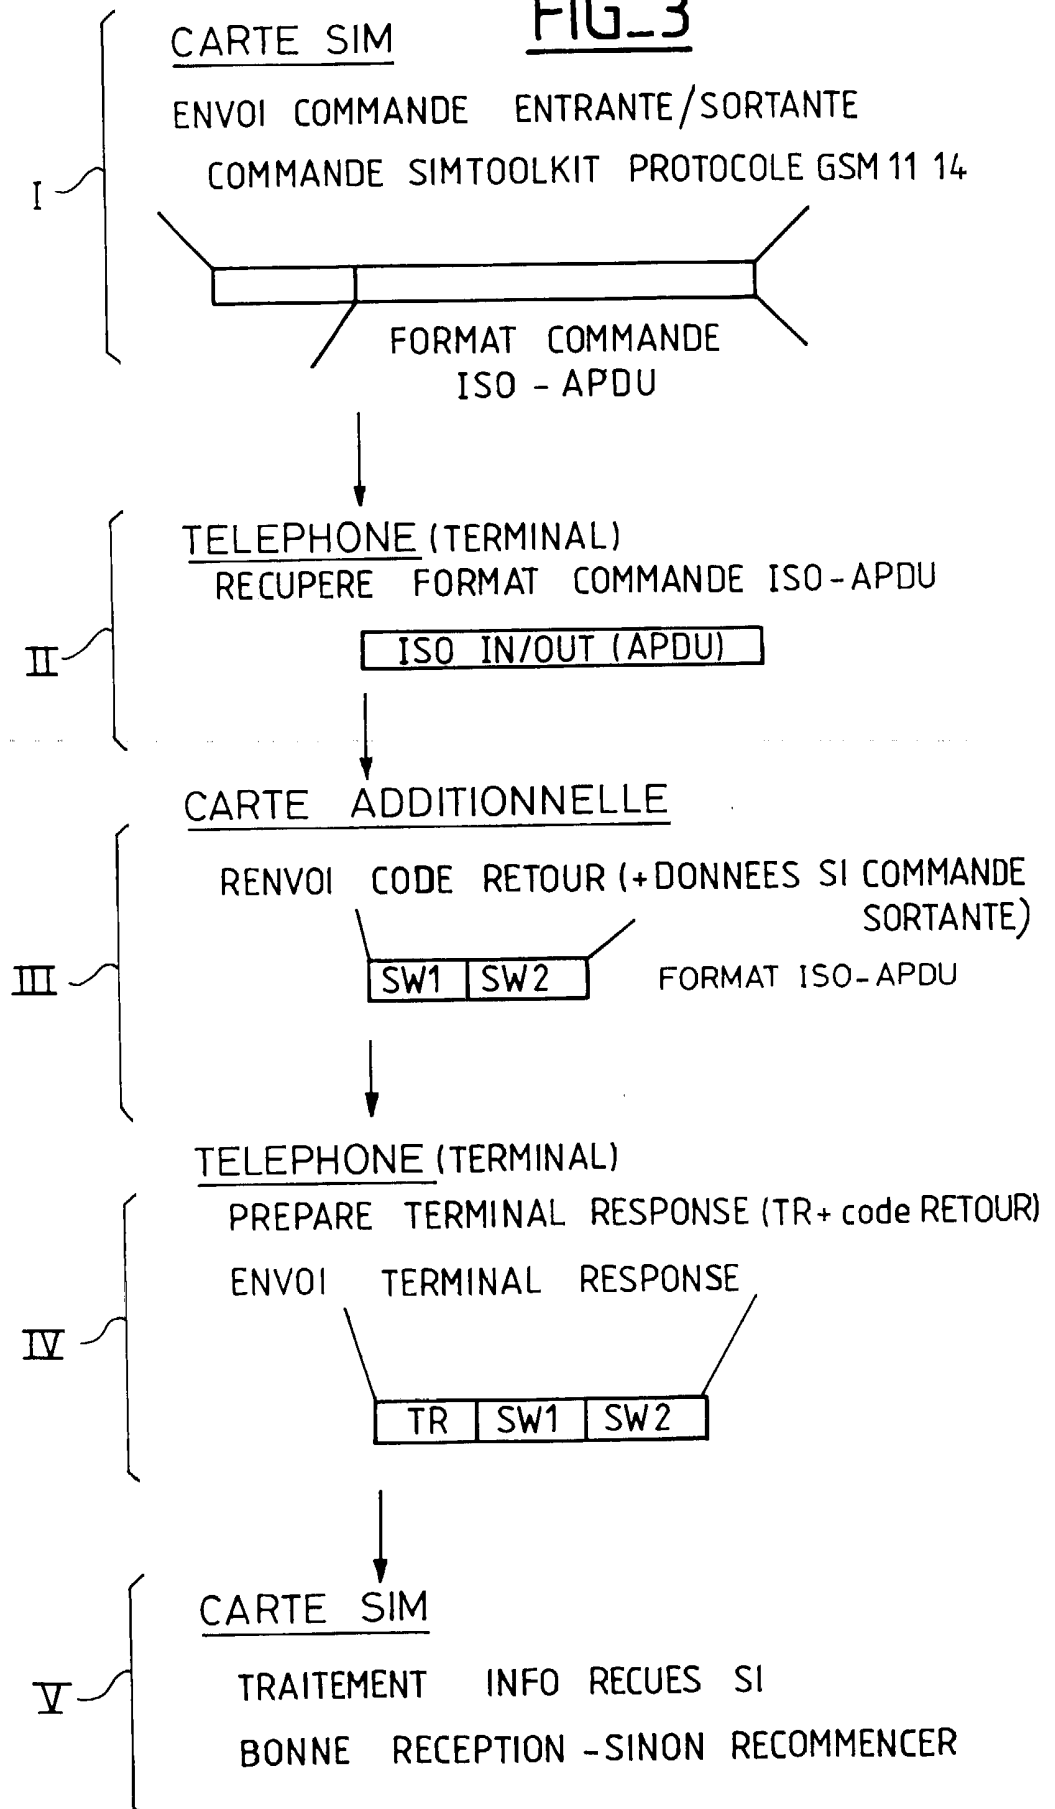 FIG_3
CARTE SIM
ENVOI COMMANDE ENTRANTE/SORTANTE
COMMANDE SIMTOOLKIT PROTOCOLE GSM 11 14
I
FORMAT COMMANDE
ISO - APDU
TELEPHONE (TERMINAL)
RECUPERE FORMAT COMMANDE ISO-APDU
II
ISO IN/OUT (APDU)
CARTE ADDITIONNELLE
RENVOI CODE RETOUR (+DONNEES SI COMMANDE
SORTANTE)
III
SW1 SW2
FORMAT ISO-APDU
TELEPHONE (TERMINAL)
PREPARE TERMINAL RESPONSE (TR+ code RETOUR)
ENVOI TERMINAL RESPONSE
IV
TR SW1 SW2
CARTE SIM
V
TRAITEMENT INFO RECUES SI
BONNE RECEPTION - SINON RECOMMENCER